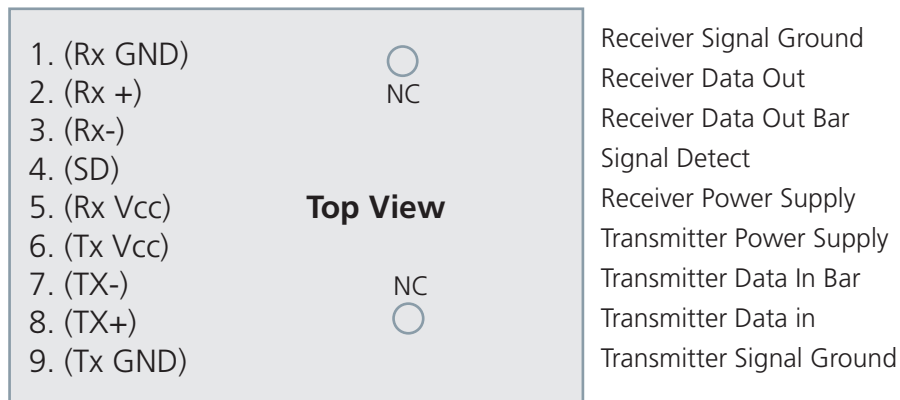 1. (Rx GND)
2. (Rx +)
NC
3. (Rx-)
4. (SD)
5. (Rx Vcc)
Top View
6. (Tx Vcc)
7. (TX-)
NC
8. (TX+)
9. (Tx GND)
Receiver Signal Ground
Receiver Data Out
Receiver Data Out Bar
Signal Detect
Receiver Power Supply
Transmitter Power Supply
Transmitter Data In Bar
Transmitter Data in
Transmitter Signal Ground